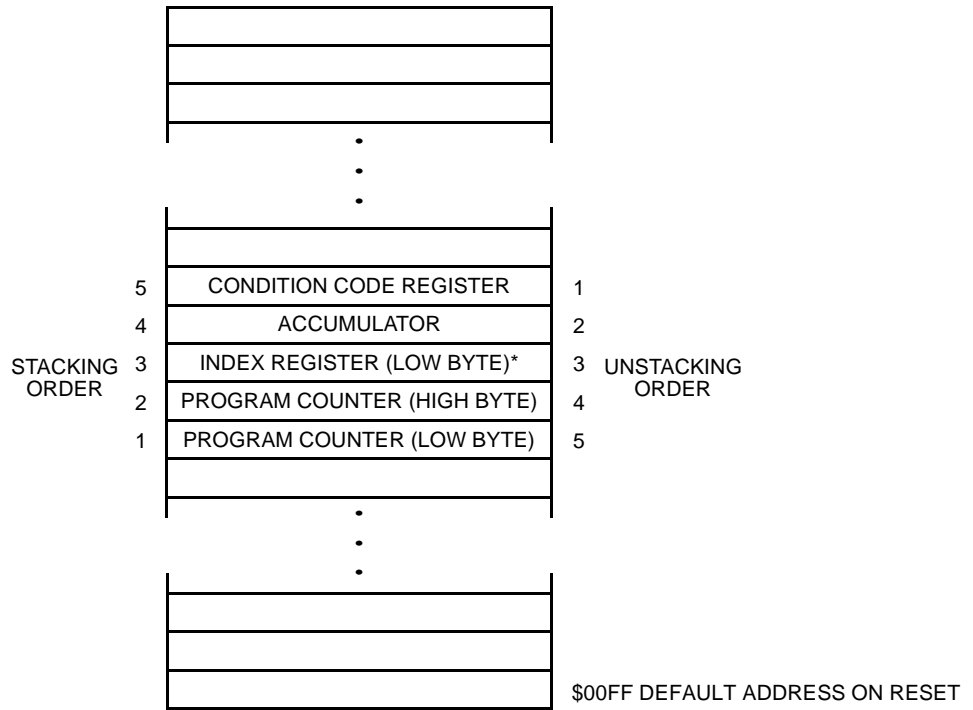 5 CONDITION CODE REGISTER 1
4 ACCUMULATOR 2
STACKING ORDER
3 INDEX REGISTER (LOW BYTE)* 3
UNSTACKING ORDER
2 PROGRAM COUNTER (HIGH BYTE) 4
1 PROGRAM COUNTER (LOW BYTE) 5
$00FF DEFAULT ADDRESS ON RESET